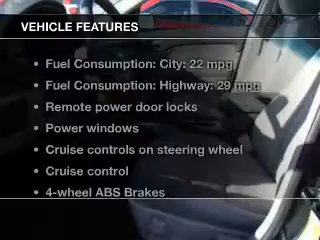 VEHICLE FEATURES
• Fuel Consumption: City: 22 mpg
• Fuel Consumption: Highway: 29 mpg
• Remote power door locks
• Power windows
• Cruise controls on steering wheel
• Cruise control
• 4-wheel ABS Brakes